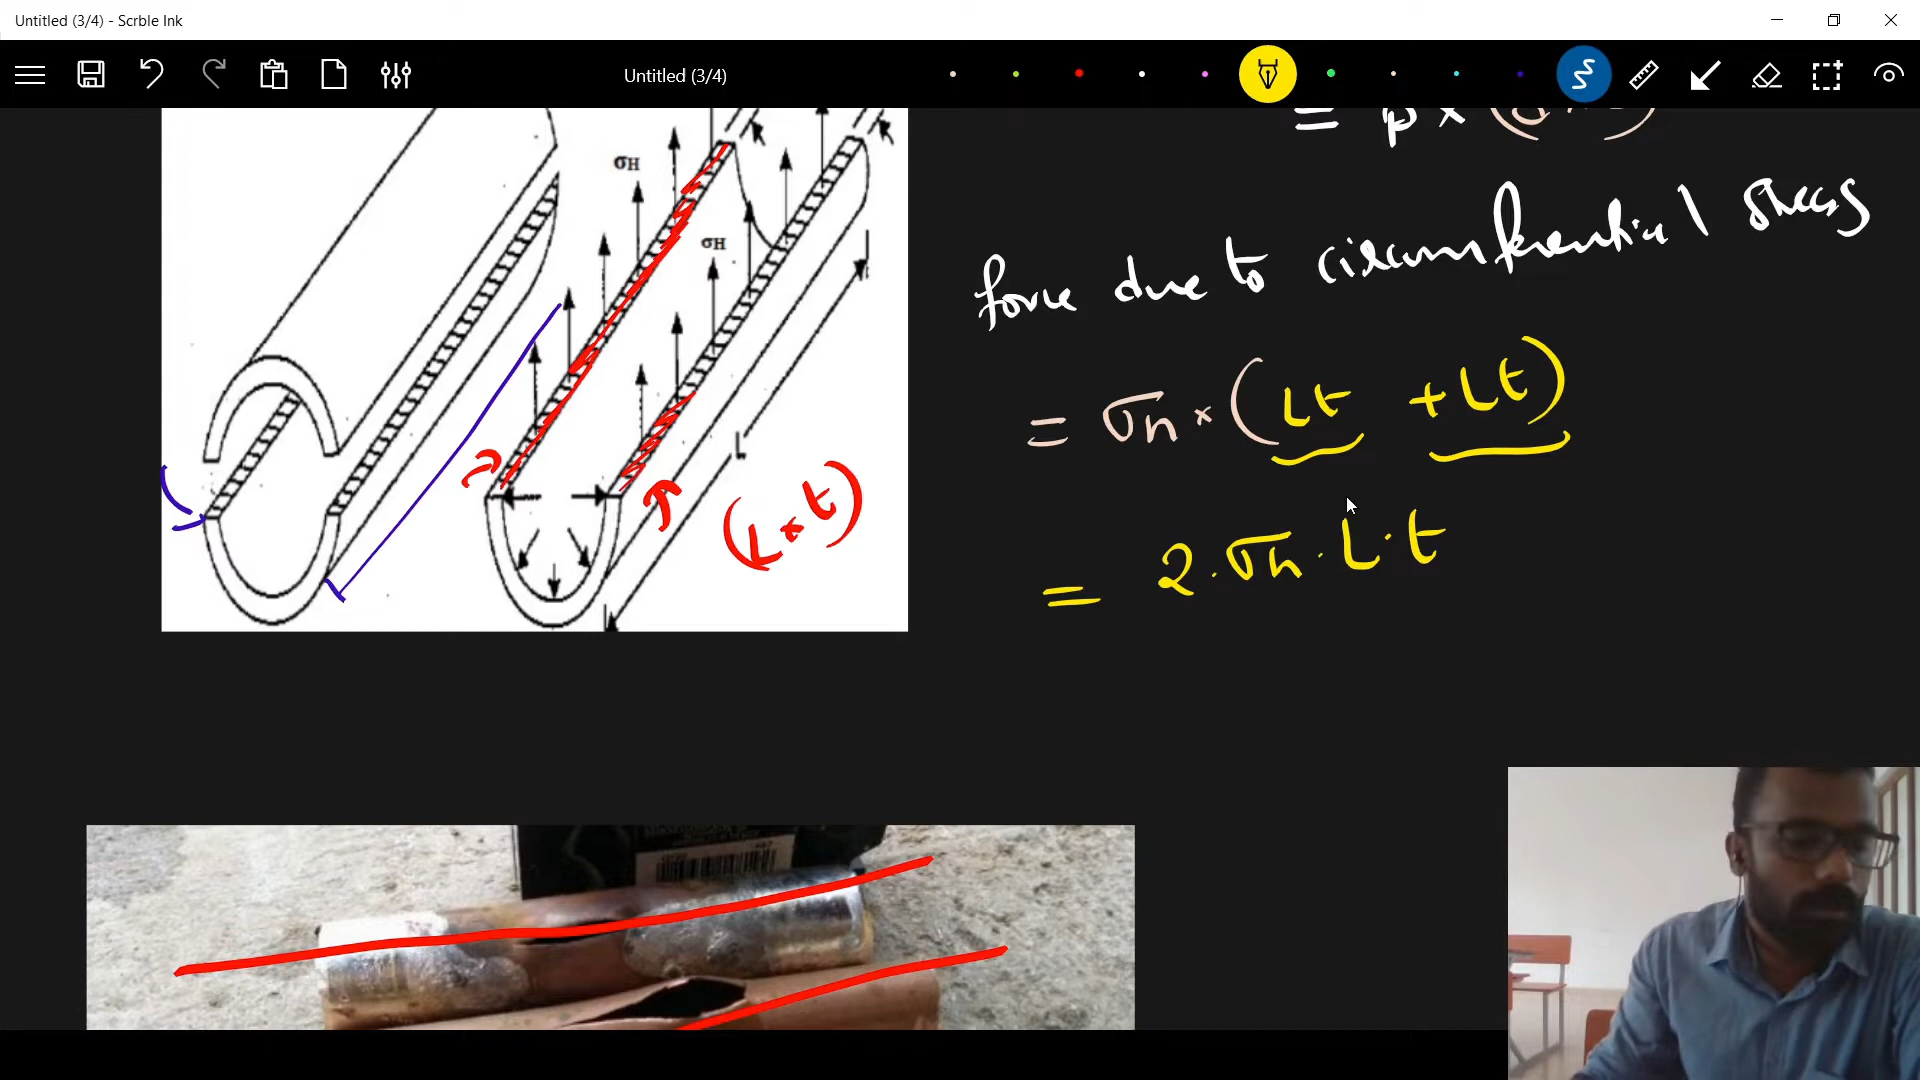 Untitled (3/4) - Scrble Ink
Untitled (3/4)
= p × (d × L)
force due to circumferential stress
= σh × (Lt + Lt)
= 2 . σh . L . t
σH
σH
L
(L × t)